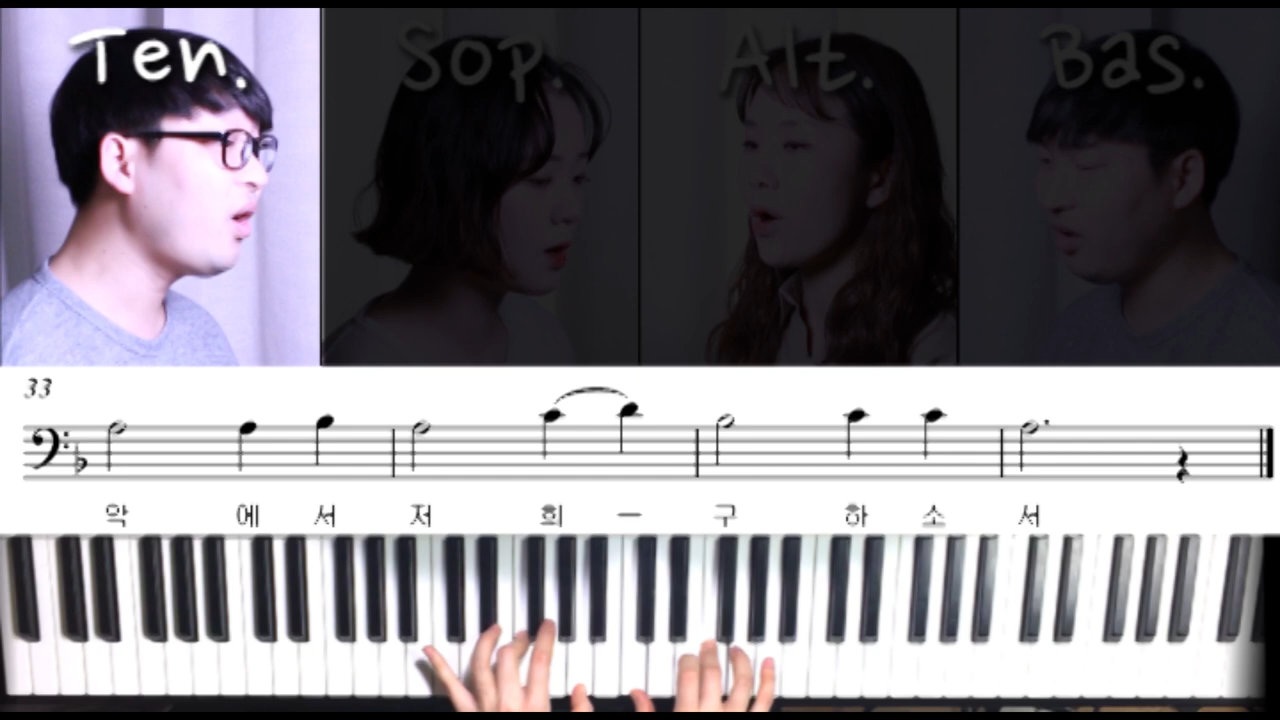 Ten. Sop. Alt. Bas.
33
악 에 서 저 희 — 구 하 소 서